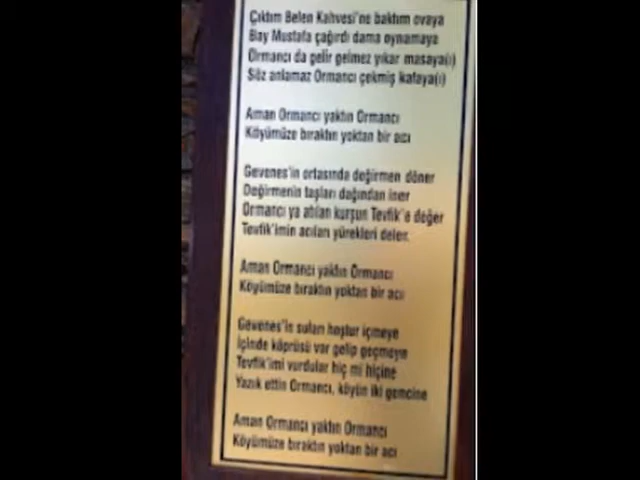 Çıktım Belen Kahvesi'ne baktım ovaya
Bay Mustafa çağırdı dama oynamaya
Ormancı da gelir gelmez yıkar masaya(ı)
Söz anlamaz Ormancı çekmiş kafaya(ı)
Aman Ormancı yaktın Ormancı
Köyümüze bıraktın yoktan bir acı
Gevenes'in ortasında değirmen döner
Değirmenin taşları dağından iner
Ormancı ya atılan kurşun Tevfik'e değer
Tevfik'imin acıları yürekleri deler.
Aman Ormancı yaktın Ormancı
Köyümüze bıraktın yoktan bir acı
Gevenes'in suları hoştur içmeye
İçinde köprüsü var gelip geçmeye
Tevfik'imi vurdular hiç mi hiçine
Yazık ettin Ormancı, köyün iki gencine
Aman Ormancı yaktın Ormancı
Köyümüze bıraktın yoktan bir acı